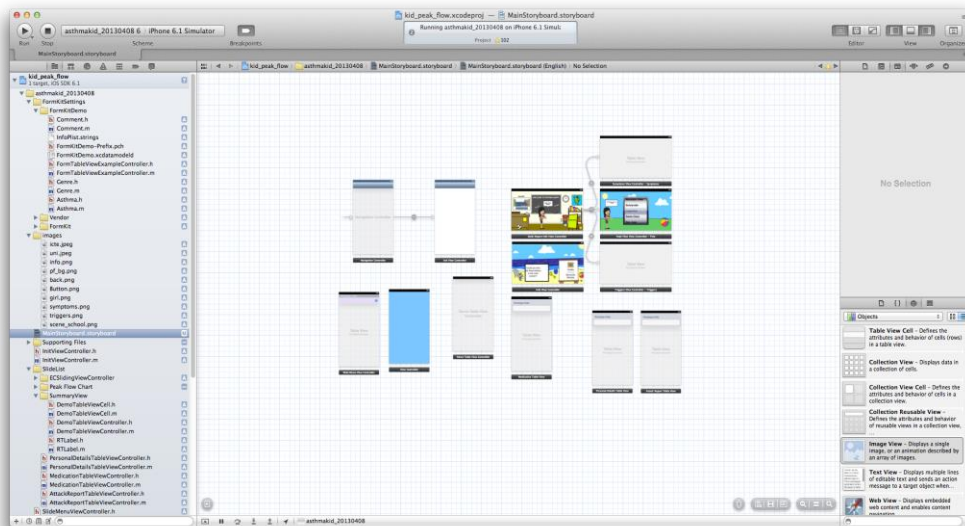 kid_peak_flow.xcodeproj — MainStoryboard.storyboard
Run
Stop
asthmakid_20130408 6
iPhone 6.1 Simulator
Scheme
Breakpoints
Running asthmakid_20130408 on iPhone 6.1 Simul
Project
102
Editor
View
Organizer
MainStoryboard.storyboard
kid_peak_flow
asthmakid_20130408
MainStoryboard.storyboard
MainStoryboard.storyboard (English)
No Selection
kid_peak_flow
1 target, iOS SDK 6.1
asthmakid_20130408
FormKitSettings
FormKitDemo
Comment.h
Comment.m
InfoPlist.strings
FormKitDemo-Prefix.pch
FormKitDemo.xcdatamodeld
FormTableViewExampleController.h
FormTableViewExampleController.m
Genre.h
Genre.m
Asthma.h
Asthma.m
Vender
FormKit
Images
site.jpeg
uni.jpeg
info.png
pf_bg.png
back.png
Button.png
girl.png
symptoms.png
triggers.png
scene_school.png
MainStoryboard.storyboard
Supporting Files
InitViewController.h
InitViewController.m
SlideList
ECSlidingViewController
Peak Flow Chart
SummaryView
DemoTableViewCell.h
DemoTableViewCell.m
DemoTableViewController.h
DemoTableViewController.m
RTLabel.h
RTLabel.m
PersonalDetailsTableViewController.h
PersonalDetailsTableViewController.m
MedicationTableViewController.h
MedicationTableViewController.m
AttackReportTableViewController.h
AttackReportTableViewController.m
SlideMenuViewController.h
asthmakid_20130408
No Selection
Objects
Table View Cell - Defines the
attributes and behavior of cells (rows)
in a table view.
Collection View - Displays data
in a collection of cells.
Collection View Cell - Defines the
attributes and behavior of cells in a
collection view.
Collection Reusable View -
Defines the attributes and behavior
of reusable views in a collection view,
Image View - Displays a single
image, or an animation described by
an array of images.
Text View - Displays multiple lines
of editable text and sends an action
message to a target object when...
Web View - Displays embedded
web content and enables content